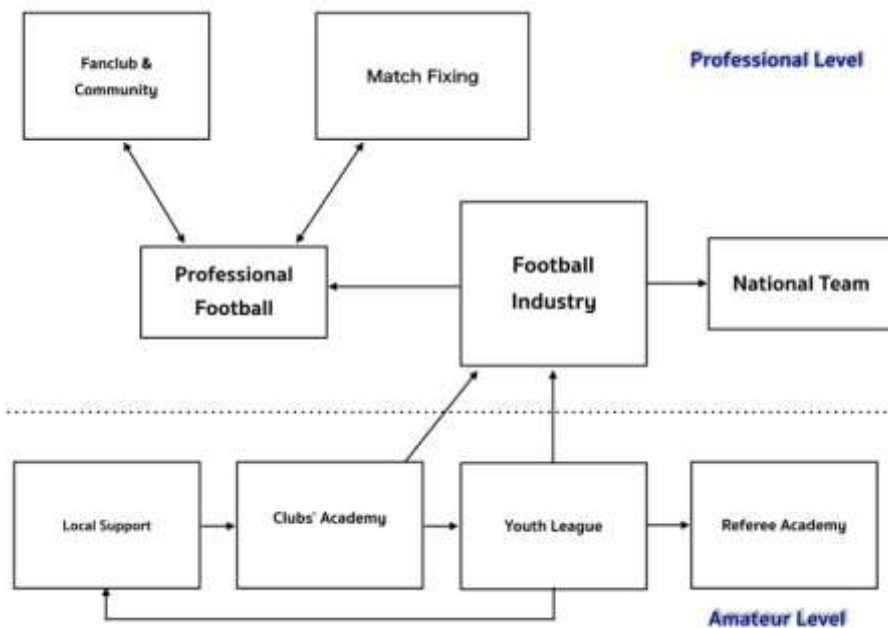 Fanclub &
Community
Match Fixing
Professional Level
Professional
Football
Football
Industry
National Team
Local Support
Clubs' Academy
Youth League
Referee Academy
Amateur Level